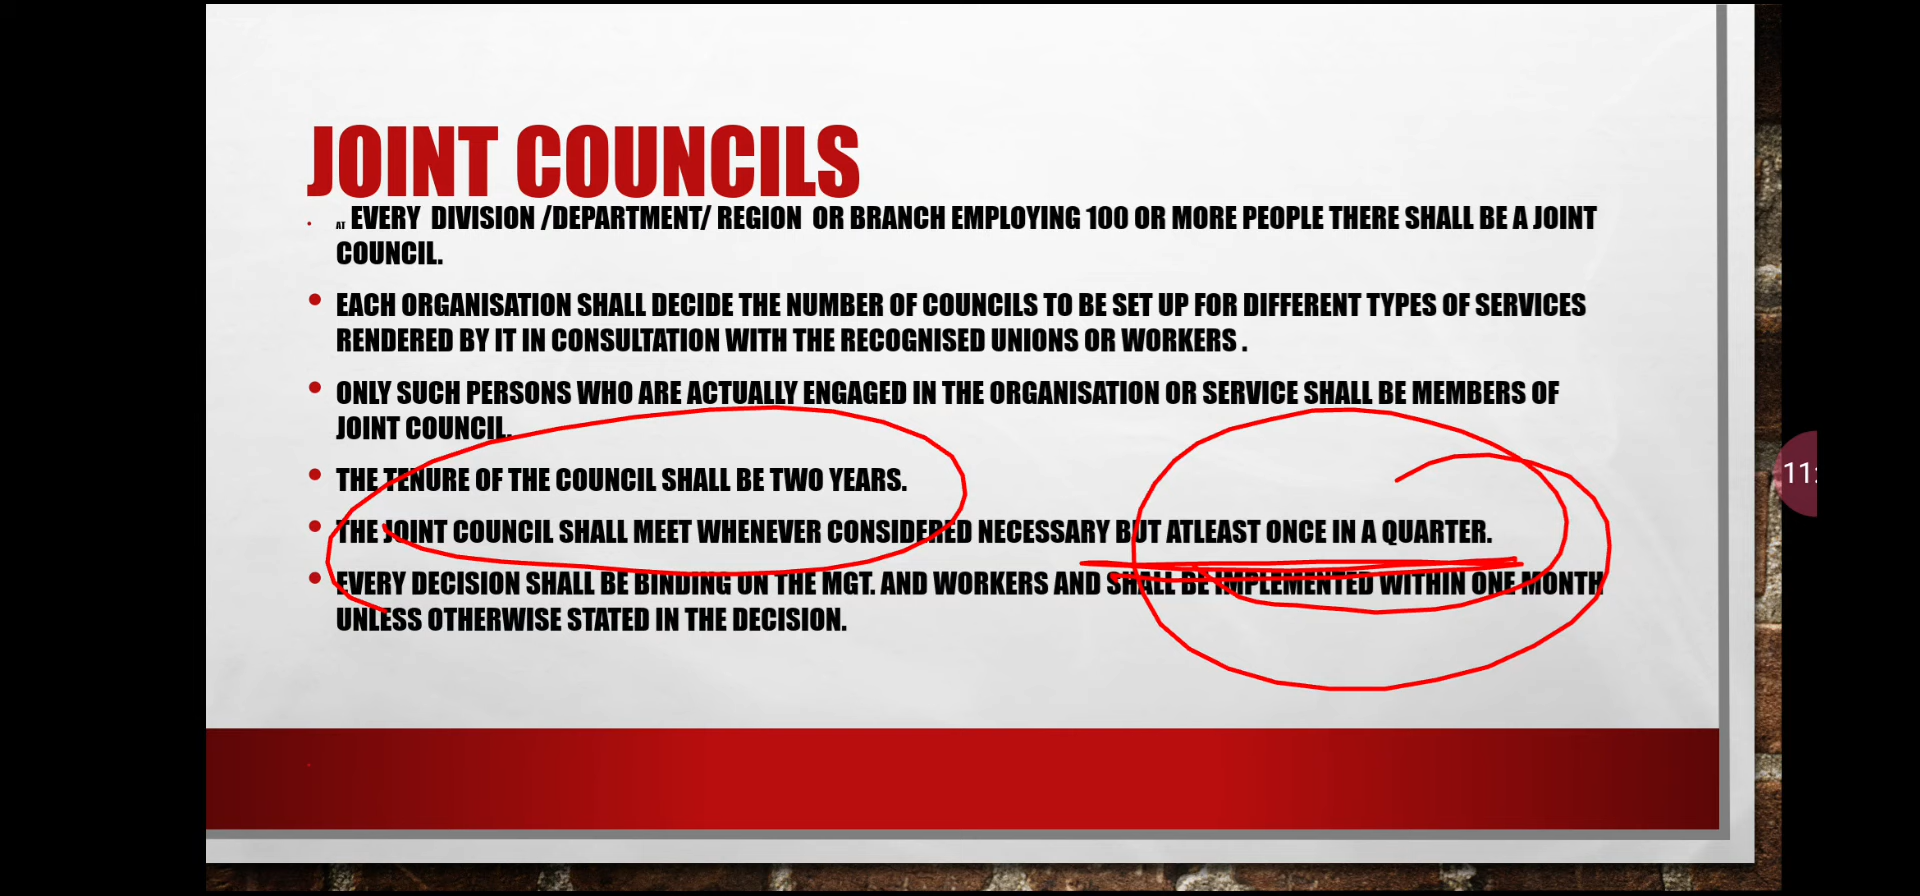 JOINT COUNCILS
AT EVERY DIVISION /DEPARTMENT/ REGION OR BRANCH EMPLOYING 100 OR MORE PEOPLE THERE SHALL BE A JOINT
COUNCIL.
EACH ORGANISATION SHALL DECIDE THE NUMBER OF COUNCILS TO BE SET UP FOR DIFFERENT TYPES OF SERVICES
RENDERED BY IT IN CONSULTATION WITH THE RECOGNISED UNIONS OR WORKERS .
ONLY SUCH PERSONS WHO ARE ACTUALLY ENGAGED IN THE ORGANISATION OR SERVICE SHALL BE MEMBERS OF
JOINT COUNCIL.
THE TENURE OF THE COUNCIL SHALL BE TWO YEARS.
THE JOINT COUNCIL SHALL MEET WHENEVER CONSIDERED NECESSARY BUT ATLEAST ONCE IN A QUARTER.
EVERY DECISION SHALL BE BINDING ON THE MGT. AND WORKERS AND SHALL BE IMPLEMENTED WITHIN ONE MONTH
UNLESS OTHERWISE STATED IN THE DECISION.
11: